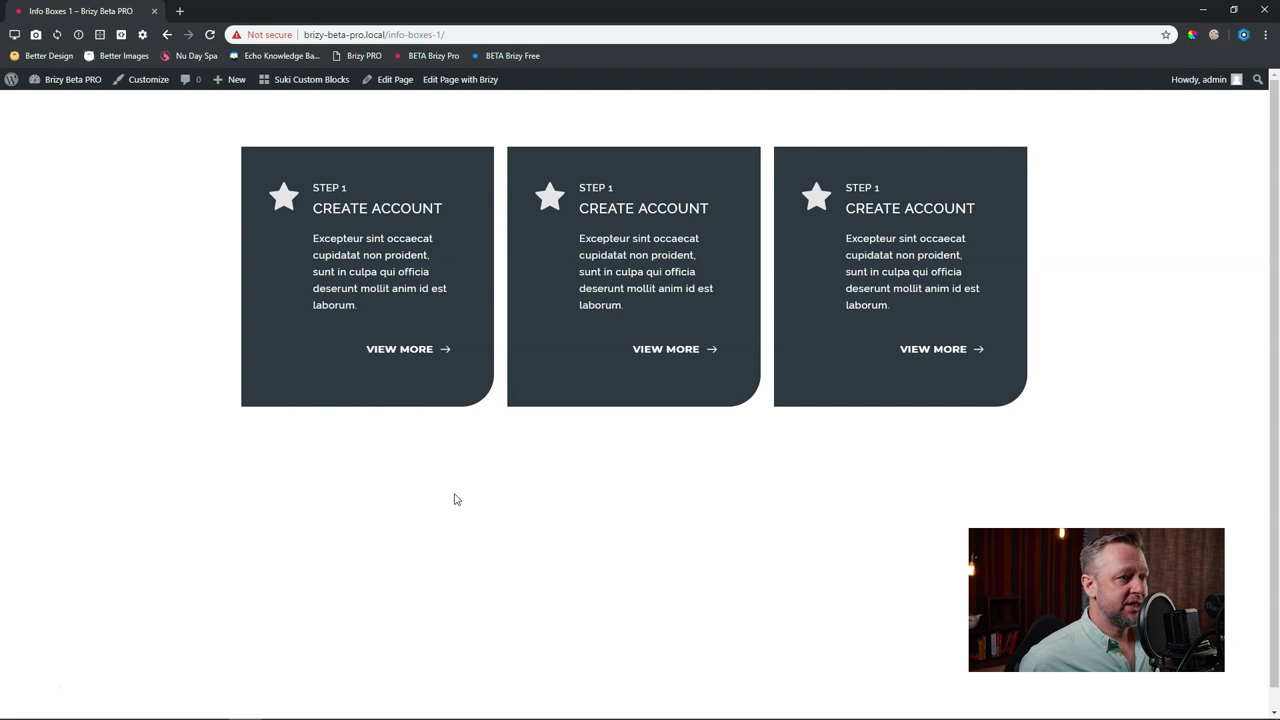 Info Boxes 1 – Brizy Beta PRO
Not secure
brizy-beta-pro.local/info-boxes-1/
Better Design
Better Images
Nu Day Spa
Echo Knowledge Ba...
Brizy PRO
BETA Brizy Pro
BETA Brizy Free
Brizy Beta PRO
Customize
0
New
Suki Custom Blocks
Edit Page
Edit Page with Brizy
Howdy, admin
STEP 1
CREATE ACCOUNT
Excepteur sint occaecat
cupidatat non proident,
sunt in culpa qui officia
deserunt mollit anim id est
laborum.
VIEW MORE
STEP 1
CREATE ACCOUNT
Excepteur sint occaecat
cupidatat non proident,
sunt in culpa qui officia
deserunt mollit anim id est
laborum.
VIEW MORE
STEP 1
CREATE ACCOUNT
Excepteur sint occaecat
cupidatat non proident,
sunt in culpa qui officia
deserunt mollit anim id est
laborum.
VIEW MORE